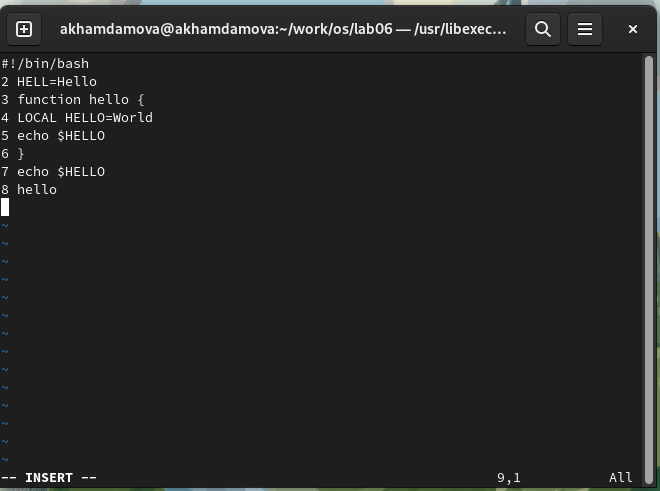 akhamdamova@akhamdamova:~/work/os/lab06 — /usr/libexec…
#!/bin/bash
2 HELL=Hello
3 function hello {
4 LOCAL HELLO=World
5 echo $HELLO
6 }
7 echo $HELLO
8 hello
~
~
~
~
~
~
~
~
~
~
~
~
~
~
-- INSERT -- 9,1 All